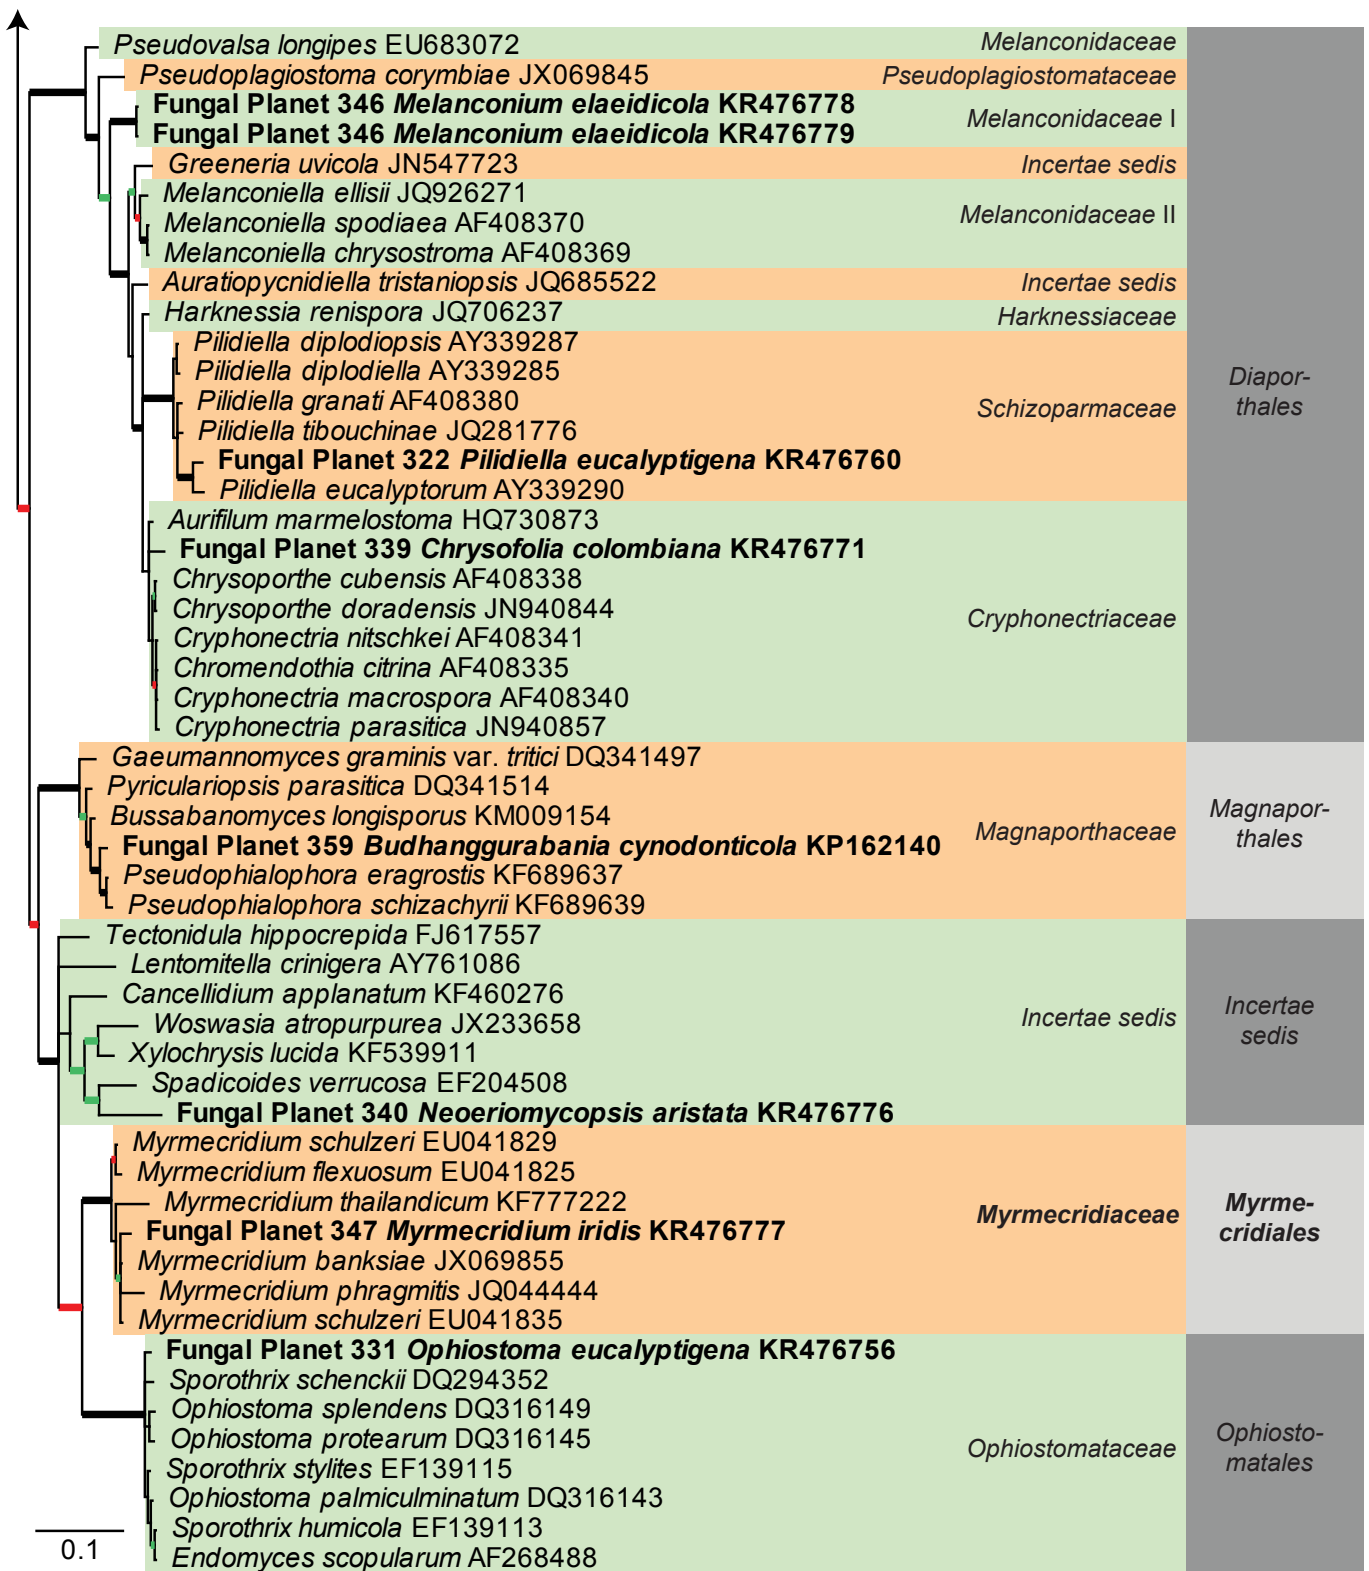 Pseudovalsa longipes EU683072 Melanconidaceae
Pseudoplagiostoma corymbiae JX069845 Pseudoplagiostomataceae
Fungal Planet 346 Melanconium elaeidicola KR476778
Fungal Planet 346 Melanconium elaeidicola KR476779
Melanconidaceae I
Greeneria uvicola JN547723 Incertae sedis
Melanconiella ellisii JQ926271
Melanconiella spodiaea AF408370
Melanconiella chrysostroma AF408369
Melanconidaceae II
Auratiopycnidiella tristaniopsis JQ685522 Incertae sedis
Harknessia renispora JQ706237 Harknessiaceae
Pilidiella diplodiopsis AY339287
Pilidiella diplodiella AY339285
Pilidiella granati AF408380
Pilidiella tibouchinae JQ281776
Fungal Planet 322 Pilidiella eucalyptigena KR476760
Pilidiella eucalyptorum AY339290
Schizoparmaceae
Aurifilum marmelostoma HQ730873
Fungal Planet 339 Chrysofolia colombiana KR476771
Chrysoporthe cubensis AF408338
Chrysoporthe doradensis JN940844
Cryphonectria nitschkei AF408341
Chromendothia citrina AF408335
Cryphonectria macrospora AF408340
Cryphonectria parasitica JN940857
Cryphonectriaceae
Diapor-
thales
Gaeumannomyces graminis var. tritici DQ341497
Pyriculariopsis parasitica DQ341514
Bussabanomyces longisporus KM009154
Fungal Planet 359 Budhanggurabania cynodonticola KP162140
Pseudophialophora eragrostis KF689637
Pseudophialophora schizachyrii KF689639
Magnaporthaceae
Magnapor-
thales
Tectonidula hippocrepida FJ617557
Lentomitella crinigera AY761086
Cancellidium applanatum KF460276
Woswasia atropurpurea JX233658
Xylochrysis lucida KF539911
Spadicoides verrucosa EF204508
Fungal Planet 340 Neoeriomycopsis aristata KR476776
Incertae sedis
Incertae
sedis
Myrmecridium schulzeri EU041829
Myrmecridium flexuosum EU041825
Myrmecridium thailandicum KF777222
Fungal Planet 347 Myrmecridium iridis KR476777
Myrmecridium banksiae JX069855
Myrmecridium phragmitis JQ044444
Myrmecridium schulzeri EU041835
Myrmecridiaceae
Myrme-
cridiales
Fungal Planet 331 Ophiostoma eucalyptigena KR476756
Sporothrix schenckii DQ294352
Ophiostoma splendens DQ316149
Ophiostoma protearum DQ316145
Sporothrix stylites EF139115
Ophiostoma palmiculminatum DQ316143
Sporothrix humicola EF139113
Endomyces scopularum AF268488
Ophiostomataceae
Ophiosto-
matales
0.1